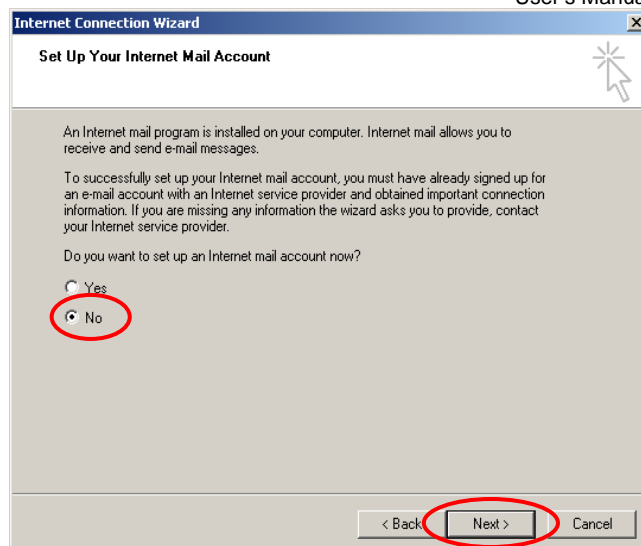 User's Manua
Internet Connection Wizard
Set Up Your Internet Mail Account
An Internet mail program is installed on your computer. Internet mail allows you to
receive and send e-mail messages.
To successfully set up your Internet mail account, you must have already signed up for
an e-mail account with an Internet service provider and obtained important connection
information. If you are missing any information the wizard asks you to provide, contact
your Internet service provider.
Do you want to set up an Internet mail account now?
Yes
No
< Back
Next >
Cancel